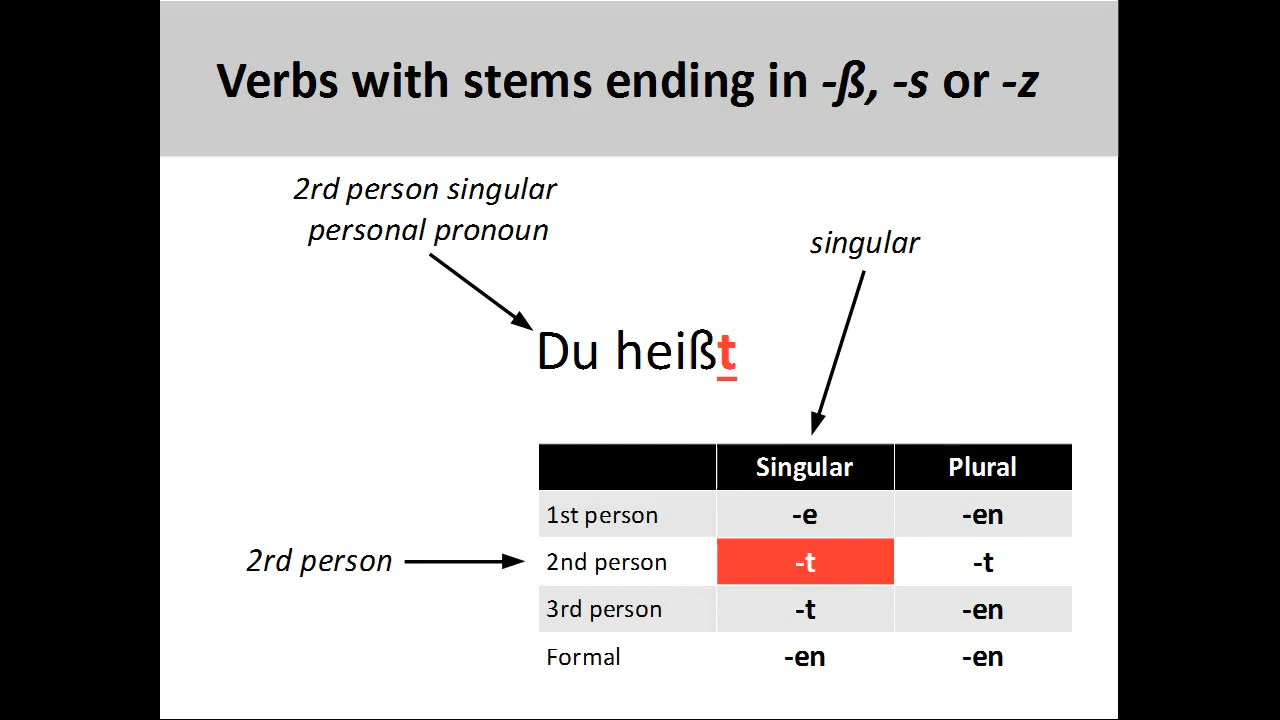 Verbs with stems ending in -ß, -s or -z
2rd person singular
personal pronoun
singular
Du heißt
Singular Plural
1st person -e -en
2rd person 2nd person -t -t
3rd person -t -en
Formal -en -en